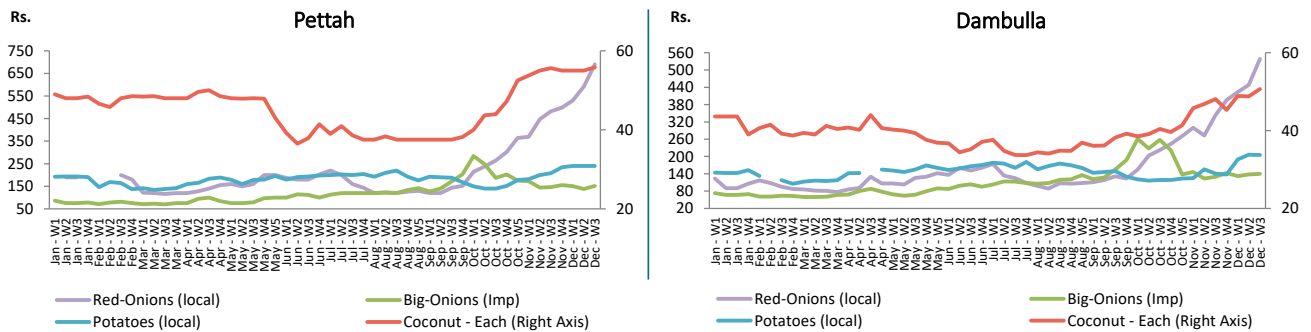 Rs.
Pettah
750
650
550
450
350
250
150
50
60
40
20
Jan - W1
Jan - W2
Jan - W3
Jan - W4
Feb - W1
Feb - W2
Feb W3
Feb - W4
Mar - W1
Mar - W2
Mar - W3
Mar - W4
Apr - W1
Apr - W2
Apr - W3
Apr - W4
May - W1
May - W2
May - W3
May - W4
May - W5
Jun - W1
Jun - W2
Jun - W3
Jun - W4
Jul - W1
Jul - W2
Jul - W3
Jul - W4
Aug - W1
Aug - W2
Aug - W3
Aug - W4
Aug - W5
Sep - W1
Sep - W2
Sep - W3
Sep - W4
Oct - W1
Oct - W2
Oct - W3
Oct - W4
Oct - W5
Nov - W1
Nov - W2
Nov - W3
Nov - W4
Dec - W1
Dec - W2
Dec - W3
Red-Onions (local)
Big-Onions (Imp)
Potatoes (local)
Coconut - Each (Right Axis)
Rs.
Dambulla
560
500
440
380
320
260
200
140
80
20
60
40
20
Jan - W1
Jan - W2
Jan - W3
Jan - W4
Feb - W1
Feb - W2
Feb W3
Feb - W4
Mar - W1
Mar - W2
Mar - W3
Mar - W4
Apr - W1
Apr - W2
Apr - W3
Apr - W4
May - W1
May - W2
May - W3
May - W4
May - W5
Jun - W1
Jun - W2
Jun - W3
Jun - W4
Jul - W1
Jul - W2
Jul - W3
Jul - W4
Aug - W1
Aug - W2
Aug - W3
Aug - W4
Aug - W5
Sep - W1
Sep - W2
Sep - W3
Sep - W4
Oct - W1
Oct - W2
Oct - W3
Oct - W4
Oct - W5
Nov - W1
Nov - W2
Nov - W3
Nov - W4
Dec - W1
Dec - W2
Dec - W3
Red-Onions (local)
Big-Onions (Imp)
Potatoes (local)
Coconut - Each (Right Axis)